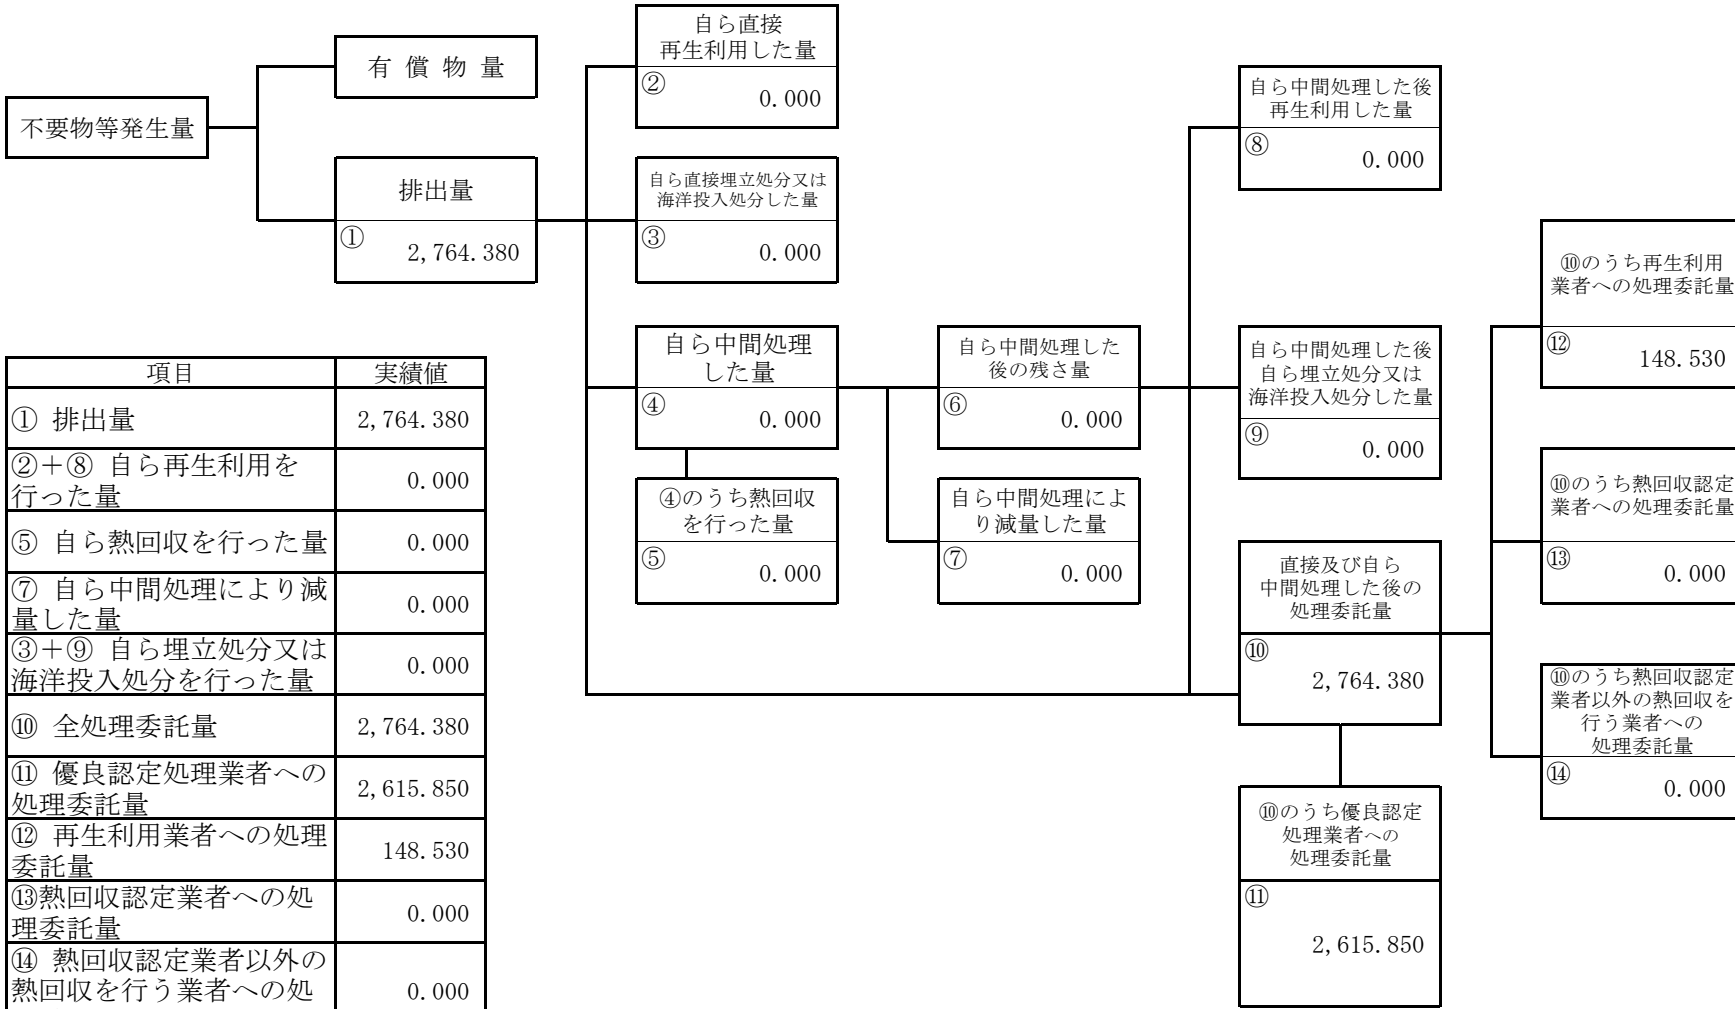 不要物等発生量
有 償 物 量
排出量
①
2,764.380
自ら直接
再生利用した量
②
0.000
自ら直接埋立処分又は
海洋投入処分した量
③
0.000
自ら中間処理
した量
④
0.000
④のうち熱回収
を行った量
⑤
0.000
自ら中間処理した
後の残さ量
⑥
0.000
自ら中間処理によ
り減量した量
⑦
0.000
自ら中間処理した後
再生利用した量
⑧
0.000
自ら中間処理した後
自ら埋立処分又は
海洋投入処分した量
⑨
0.000
直接及び自ら
中間処理した後の
処理委託量
⑩
2,764.380
⑩のうち優良認定
処理業者への
処理委託量
⑪
2,615.850
⑩のうち再生利用
業者への処理委託量
⑫
148.530
⑩のうち熱回収認定
業者への処理委託量
⑬
0.000
⑩のうち熱回収認定
業者以外の熱回収を
行う業者への
処理委託量
⑭
0.000
項目 実績値
① 排出量 2,764.380
②＋⑧ 自ら再生利用を
行った量 0.000
⑤ 自ら熱回収を行った量 0.000
⑦ 自ら中間処理により減
量した量 0.000
③＋⑨ 自ら埋立処分又は
海洋投入処分を行った量 0.000
⑩ 全処理委託量 2,764.380
⑪ 優良認定処理業者への
処理委託量 2,615.850
⑫ 再生利用業者への処理
委託量 148.530
⑬熱回収認定業者への処
理委託量 0.000
⑭ 熱回収認定業者以外の
熱回収を行う業者への処 0.000